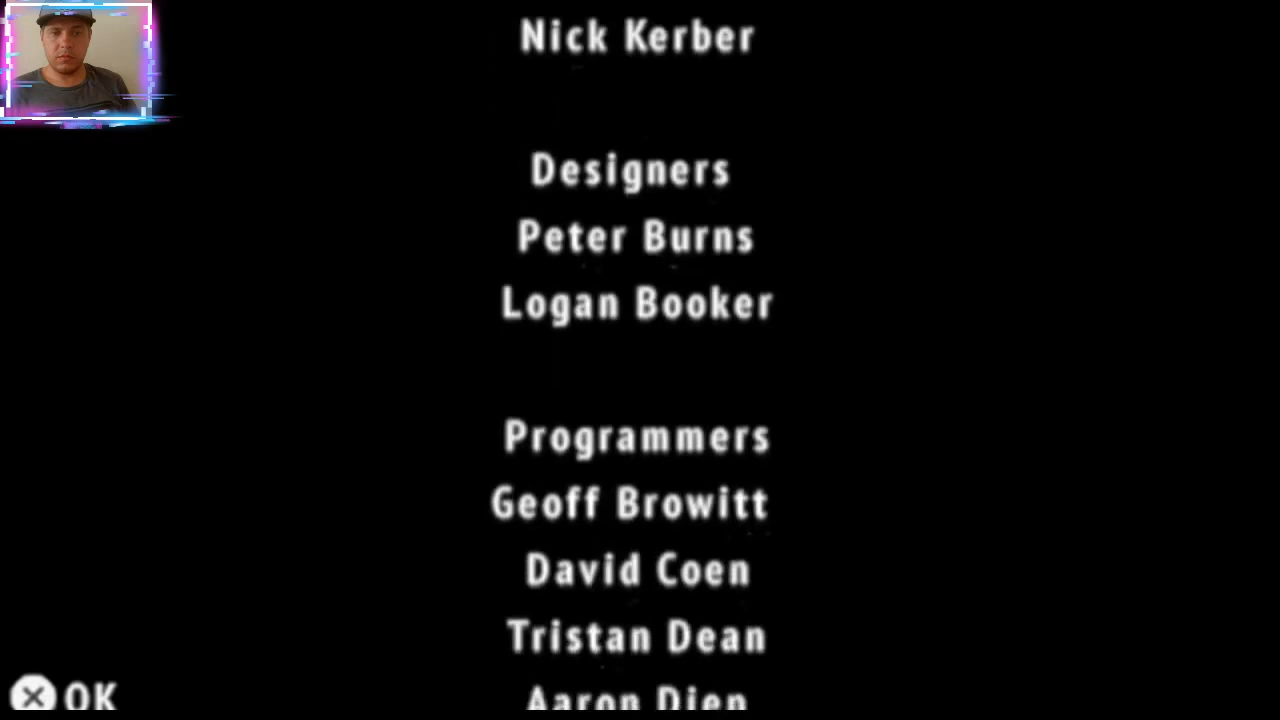 Nick Kerber
Designers
Peter Burns
Logan Booker
Programmers
Geoff Browitt
David Coen
Tristan Dean
Aaron Dien
OK